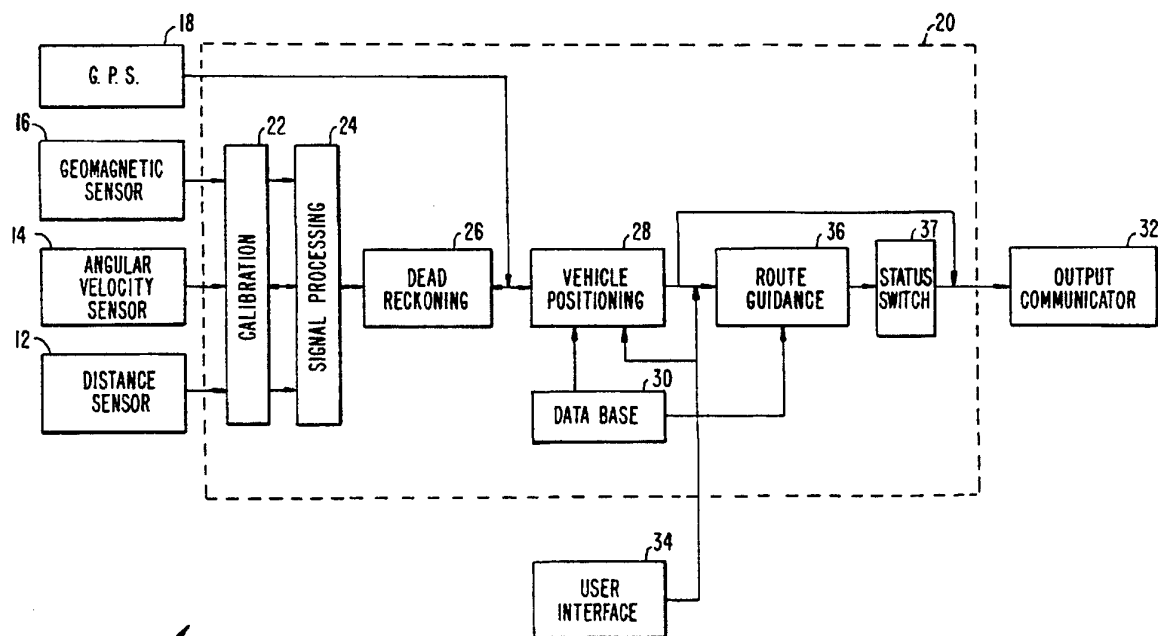 18
G. P. S.
20
16
GEOMAGNETIC
SENSOR
22
CALIBRATION
24
SIGNAL PROCESSING
14
ANGULAR
VELOCITY
SENSOR
26
DEAD
RECKONING
28
VEHICLE
POSITIONING
36
ROUTE
GUIDANCE
37
STATUS
SWITCH
32
OUTPUT
COMMUNICATOR
12
DISTANCE
SENSOR
30
DATA BASE
34
USER
INTERFACE